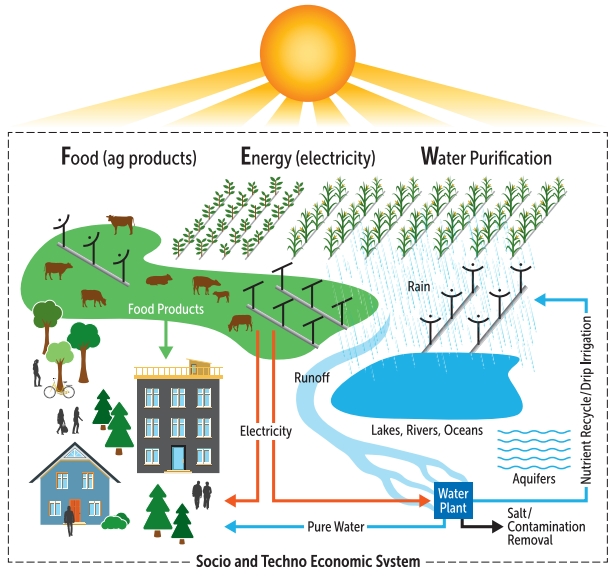 Food (ag products)
Energy (electricity)
Water Purification
Rain
Food Products
Runoff
Nutrient Recycle/Drip Irrigation
Electricity
Lakes, Rivers, Oceans
Aquifers
Water
Plant
Salt/
Contamination
Removal
Pure Water
Socio and Techno Economic System